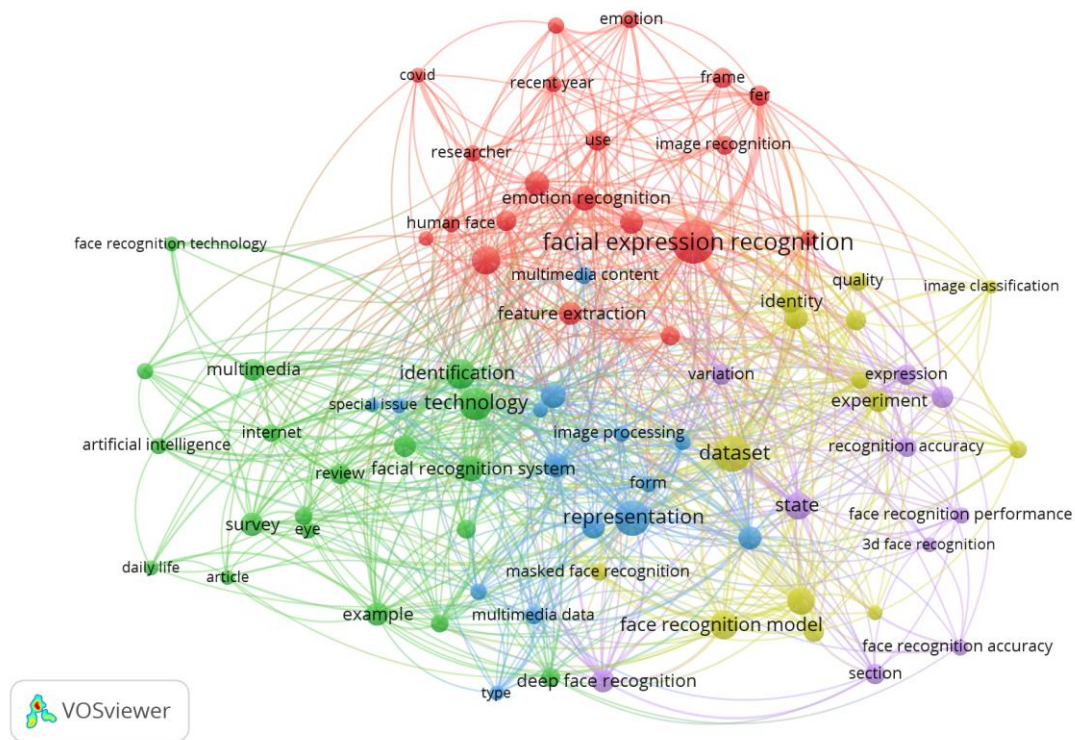 emotion
covid
recent year
frame
fer
use
image recognition
researcher
emotion recognition
human face
facial expression recognition
face recognition technology
multimedia content
quality
image classification
identity
feature extraction
multimedia
identification
variation
expression
technology
special issue
experiment
internet
image processing
artificial intelligence
recognition accuracy
dataset
review
facial recognition system
form
state
representation
face recognition performance
survey
eye
3d face recognition
daily life
article
masked face recognition
example
multimedia data
face recognition model
face recognition accuracy
deep face recognition
section
type
VOSviewer